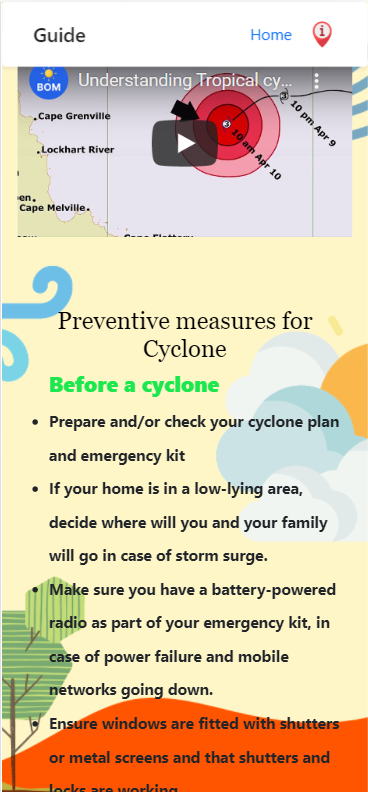 Guide
Home
BOM
Understanding Tropical cy...
Cape Grenville
Lockhart River
Cape Melville
3
10 pm Apr 9
3
10 am Apr 10
Preventive measures for
Cyclone
Before a cyclone
Prepare and/or check your cyclone plan
and emergency kit
If your home is in a low-lying area,
decide where will you and your family
will go in case of storm surge.
Make sure you have a battery-powered
radio as part of your emergency kit, in
case of power failure and mobile
networks going down.
Ensure windows are fitted with shutters
or metal screens and that shutters and
locks are working